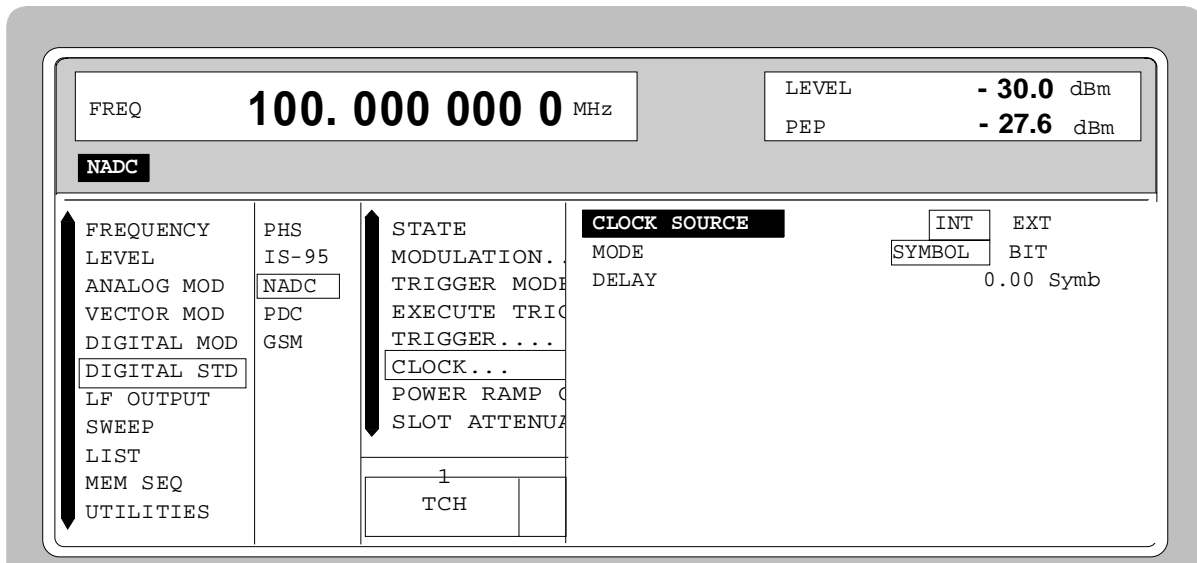 FREQ 100. 000 000 0 MHz
LEVEL - 30.0 dBm
PEP - 27.6 dBm
NADC
FREQUENCY
LEVEL
ANALOG MOD
VECTOR MOD
DIGITAL MOD
DIGITAL STD
LF OUTPUT
SWEEP
LIST
MEM SEQ
UTILITIES
PHS
IS-95
NADC
PDC
GSM
STATE
MODULATION..
TRIGGER MODE
EXECUTE TRIG
TRIGGER....
CLOCK...
POWER RAMP
SLOT ATTENUA
1
TCH
CLOCK SOURCE INT EXT
MODE SYMBOL BIT
DELAY 0.00 Symb